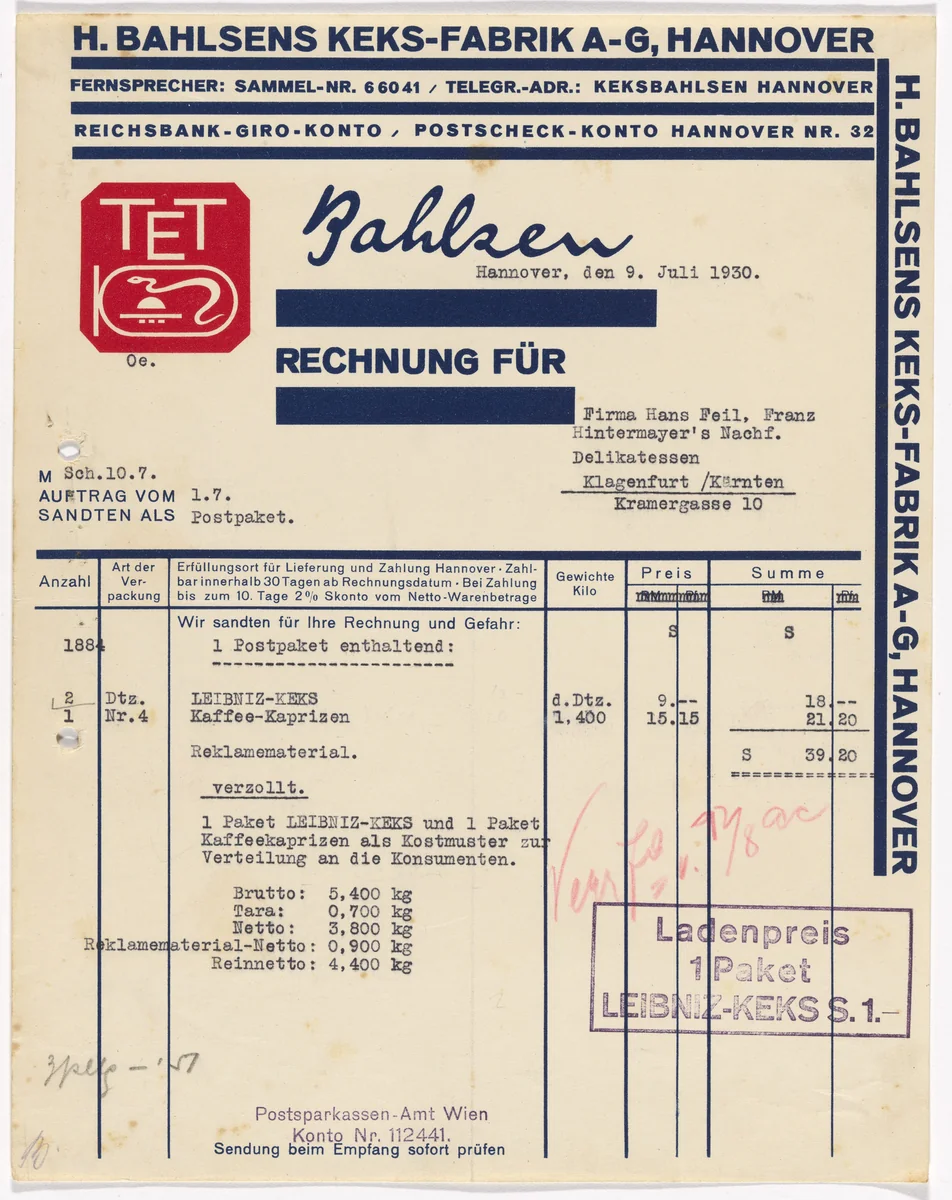 H. BAHLSENS KEKS-FABRIK A-G, HANNOVER
FERNSPRECHER: SAMMEL-NR. 66041 / TELEGR.-ADR.: KEKSBAHLSEN HANNOVER
REICHSBANK-GIRO-KONTO / POSTSCHECK-KONTO HANNOVER NR. 32
H. BAHLSENS KEKS-FABRIK A-G, HANNOVER
TET
Bahlsen
Hannover, den 9. Juli 1930.
Oe.
RECHNUNG FÜR
Firma Hans Feil, Franz
Hintermayer's Nachf.
Delikatessen
Klagenfurt /Kärnten
Kramergasse 10
M Sch.10.7.
AUFTRAG VOM 1.7.
SANDTEN ALS Postpaket.
Anzahl
Art der
Ver-
packung
Erfüllungsort für Lieferung und Zahlung Hannover · Zahl-
bar innerhalb 30 Tagen ab Rechnungsdatum · Bei Zahlung
bis zum 10. Tage 2% Skonto vom Netto-Warenbetrage
Gewichte
Kilo
Preis
Summe
Wir sandten für Ihre Rechnung und Gefahr:
S S
1884 1 Postpaket enthaltend:
2 Dtz. LEIBNIZ-KEKS d.Dtz. 9.-- 18.--
1 Nr.4 Kaffee-Kaprizen 1,400 15.15 21.20
Reklamematerial. S 39.20
verzollt.
1 Paket LEIBNIZ-KEKS und 1 Paket
Kaffeekaprizen als Kostmuster zur
Verteilung an die Konsumenten.
Brutto: 5,400 kg
Tara: 0,700 kg
Netto: 3,800 kg
Reklamematerial-Netto: 0,900 kg
Reinnetto: 4,400 kg
Ladenpreis
1 Paket
LEIBNIZ-KEKS S. 1.–
Postsparkassen-Amt Wien
Konto Nr. 112441.
Sendung beim Empfang sofort prüfen